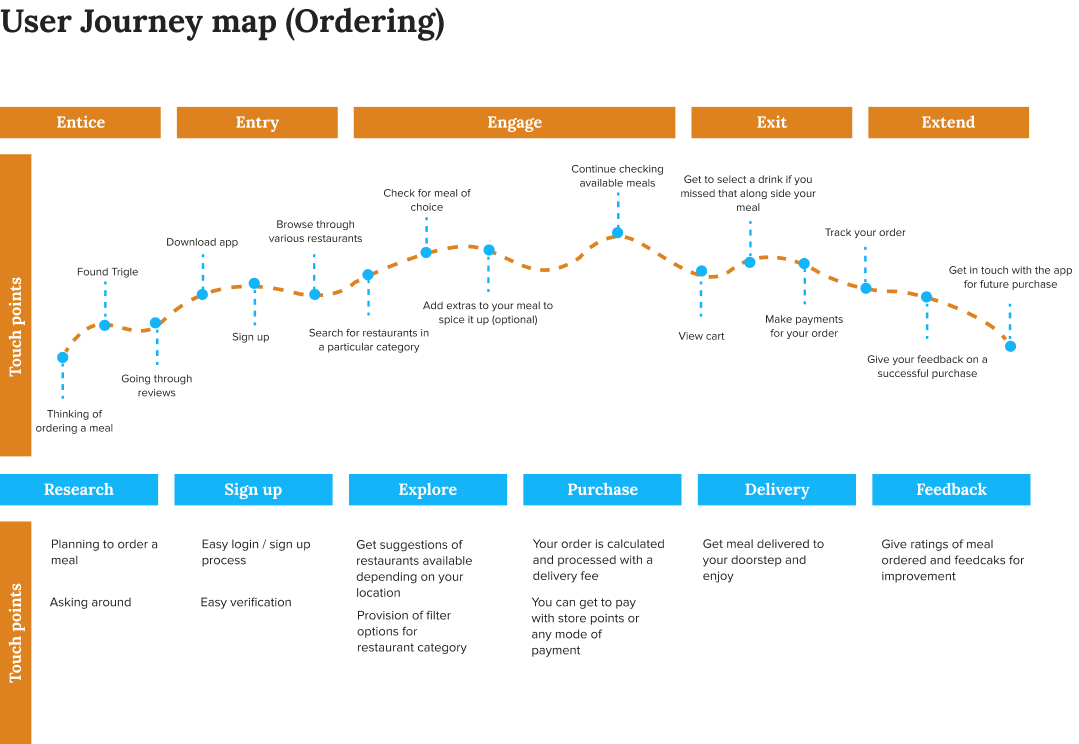 User Journey map (Ordering)
Entice
Entry
Engage
Exit
Extend
Touch points
Thinking of
ordering a meal
Found Trigle
Going through
reviews
Download app
Sign up
Browse through
various restaurants
Search for restaurants in
a particular category
Check for meal of
choice
Add extras to your meal to
spice it up (optional)
Continue checking
available meals
View cart
Get to select a drink if you
missed that along side your
meal
Make payments
for your order
Track your order
Give your feedback on a
successful purchase
Get in touch with the app
for future purchase
Research
Sign up
Explore
Purchase
Delivery
Feedback
Touch points
Planning to order a
meal
Asking around
Easy login / sign up
process
Easy verification
Get suggestions of
restaurants available
depending on your
location
Provision of filter
options for
restaurant category
Your order is calculated
and processed with a
delivery fee
You can get to pay
with store points or
any mode of
payment
Get meal delivered to
your doorstep and
enjoy
Give ratings of meal
ordered and feedcaks for
improvement